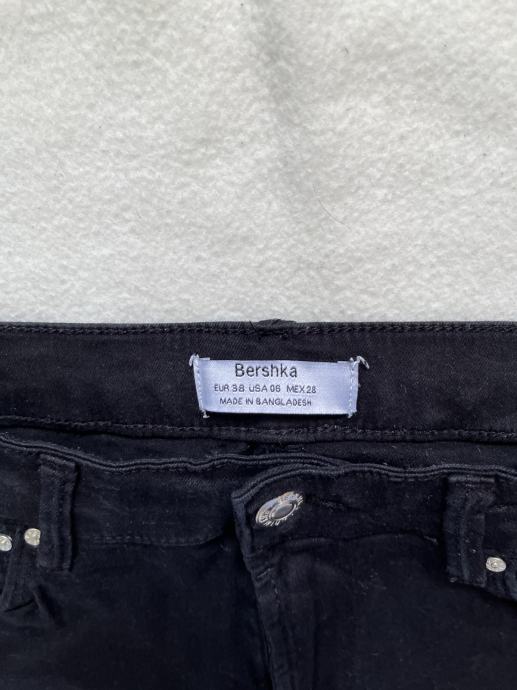 Bershka
EUR 38 USA 06 MEX 28
MADE IN BANGLADESH